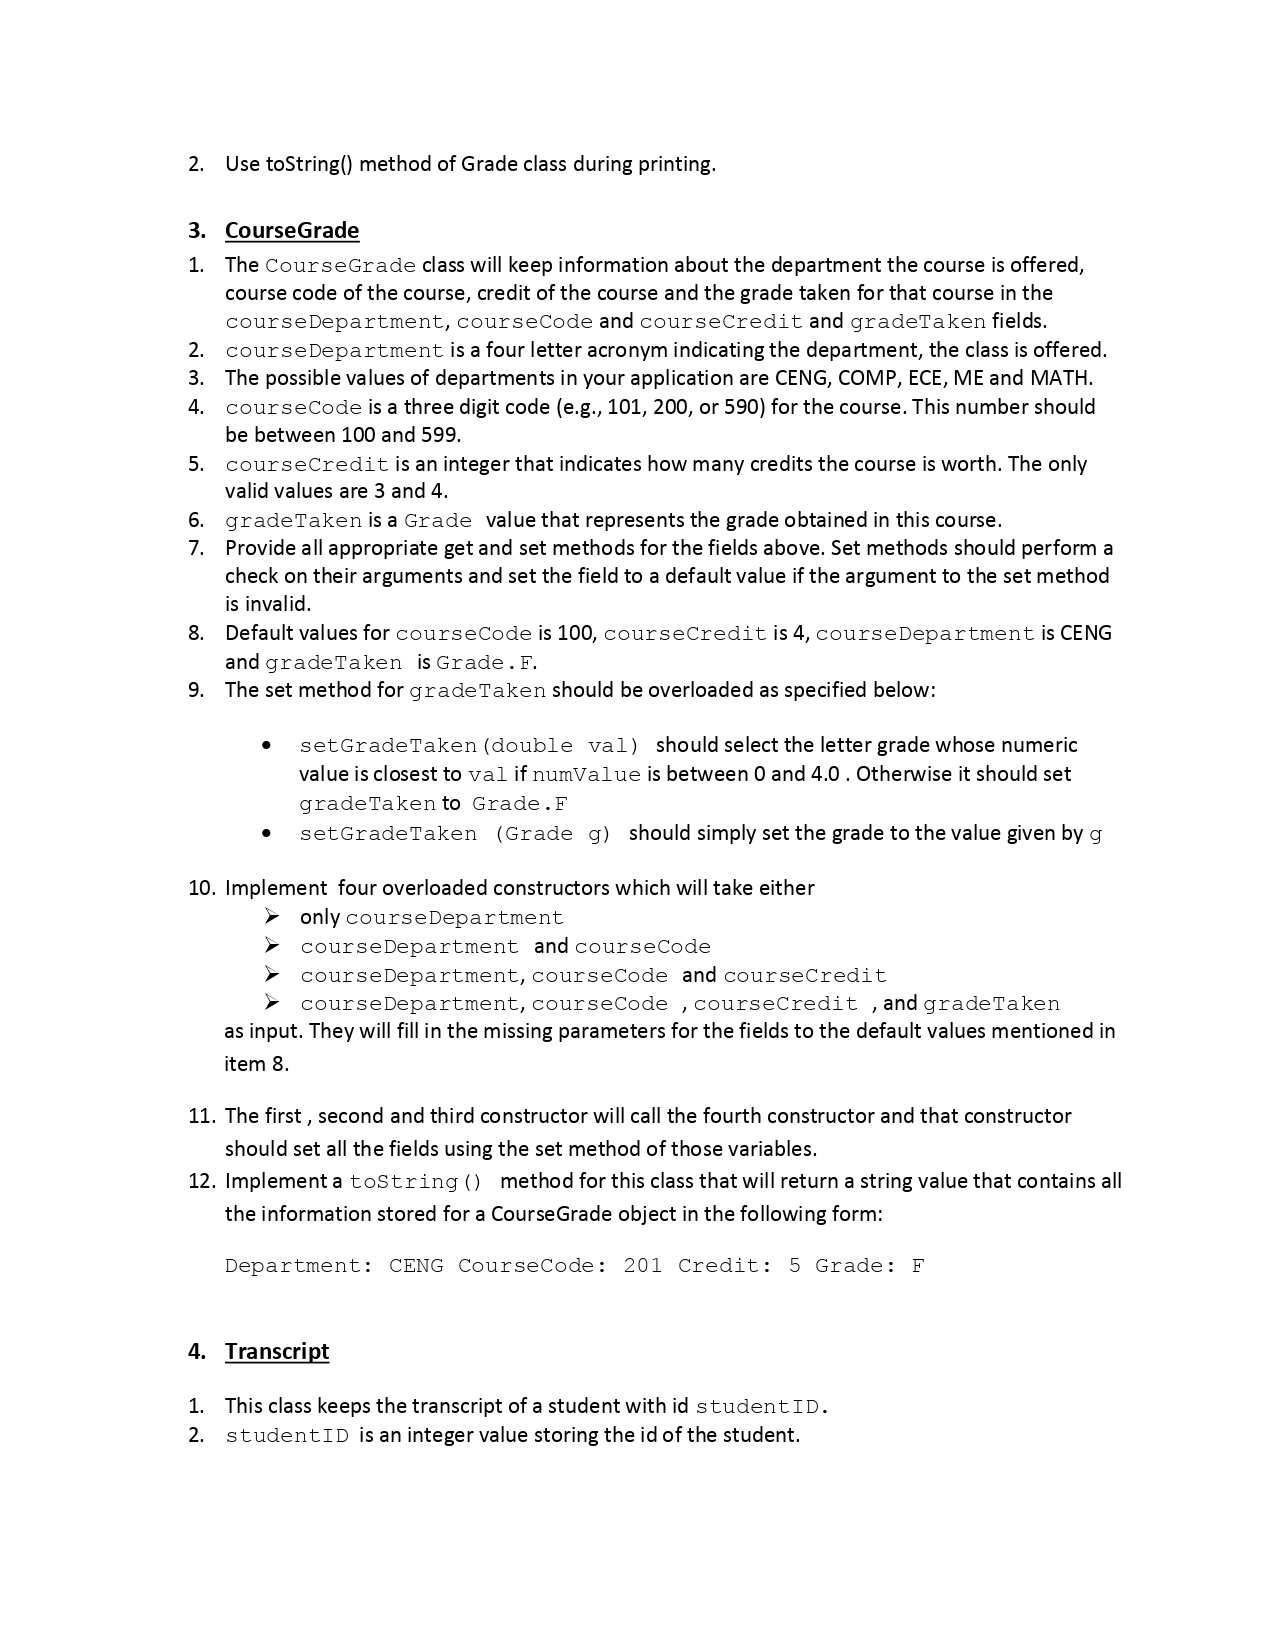 2. Use toString() method of Grade class during printing.
3. CourseGrade
1. The CourseGrade class will keep information about the department the course is offered,
course code of the course, credit of the course and the grade taken for that course in the
courseDepartment, courseCode and courseCredit and gradeTaken fields.
2. courseDepartment is a four letter acronym indicating the department, the class is offered.
3. The possible values of departments in your application are CENG, COMP, ECE, ME and MATH.
4. courseCode is a three digit code (e.g., 101, 200, or 590) for the course. This number should
be between 100 and 599.
5. courseCredit is an integer that indicates how many credits the course is worth. The only
valid values are 3 and 4.
6. gradeTaken is a Grade value that represents the grade obtained in this course.
7. Provide all appropriate get and set methods for the fields above. Set methods should perform a
check on their arguments and set the field to a default value if the argument to the set method
is invalid.
8. Default values for courseCode is 100, courseCredit is 4, courseDepartment is CENG
and gradeTaken is Grade.F.
9. The set method for gradeTaken should be overloaded as specified below:
• setGradeTaken(double val) should select the letter grade whose numeric
value is closest to val if numValue is between 0 and 4.0 . Otherwise it should set
gradeTaken to Grade.F
• setGradeTaken (Grade g) should simply set the grade to the value given by g
10. Implement four overloaded constructors which will take either
➢ only courseDepartment
➢ courseDepartment and courseCode
➢ courseDepartment, courseCode and courseCredit
➢ courseDepartment, courseCode , courseCredit , and gradeTaken
as input. They will fill in the missing parameters for the fields to the default values mentioned in
item 8.
11. The first , second and third constructor will call the fourth constructor and that constructor
should set all the fields using the set method of those variables.
12. Implement a toString() method for this class that will return a string value that contains all
the information stored for a CourseGrade object in the following form:
Department: CENG CourseCode: 201 Credit: 5 Grade: F
4. Transcript
1. This class keeps the transcript of a student with id studentID.
2. studentID is an integer value storing the id of the student.